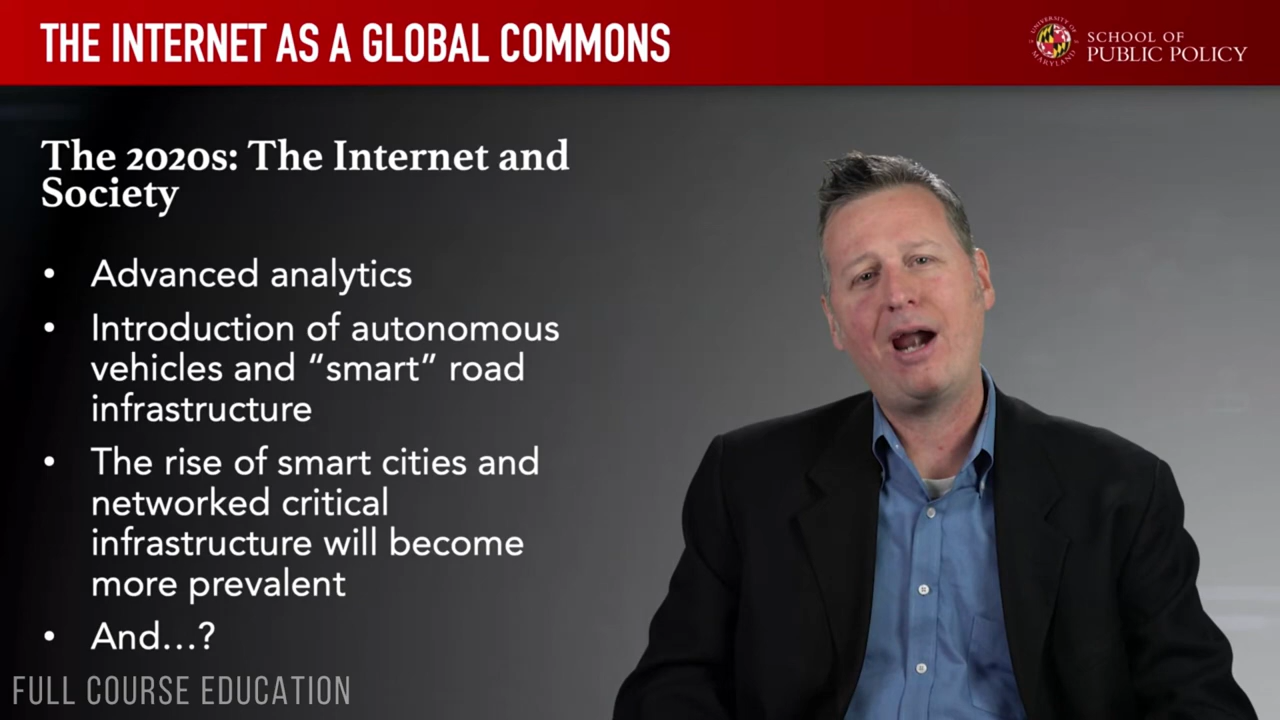 THE INTERNET AS A GLOBAL COMMONS
UNIVERSITY OF
MARYLAND
SCHOOL OF
PUBLIC POLICY
The 2020s: The Internet and
Society
• Advanced analytics
• Introduction of autonomous
vehicles and “smart” road
infrastructure
• The rise of smart cities and
networked critical
infrastructure will become
more prevalent
• And…?
FULL COURSE EDUCATION